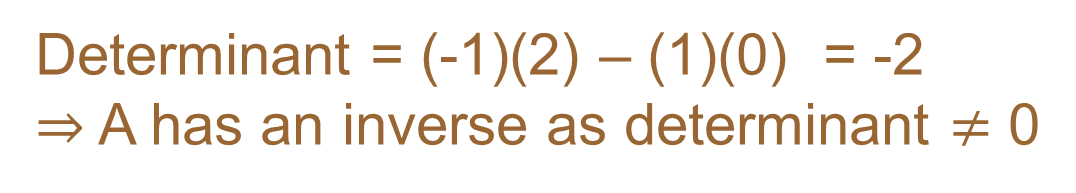 Determinant = (-1)(2) – (1)(0)  = -2
⇒ A has an inverse as determinant ≠ 0